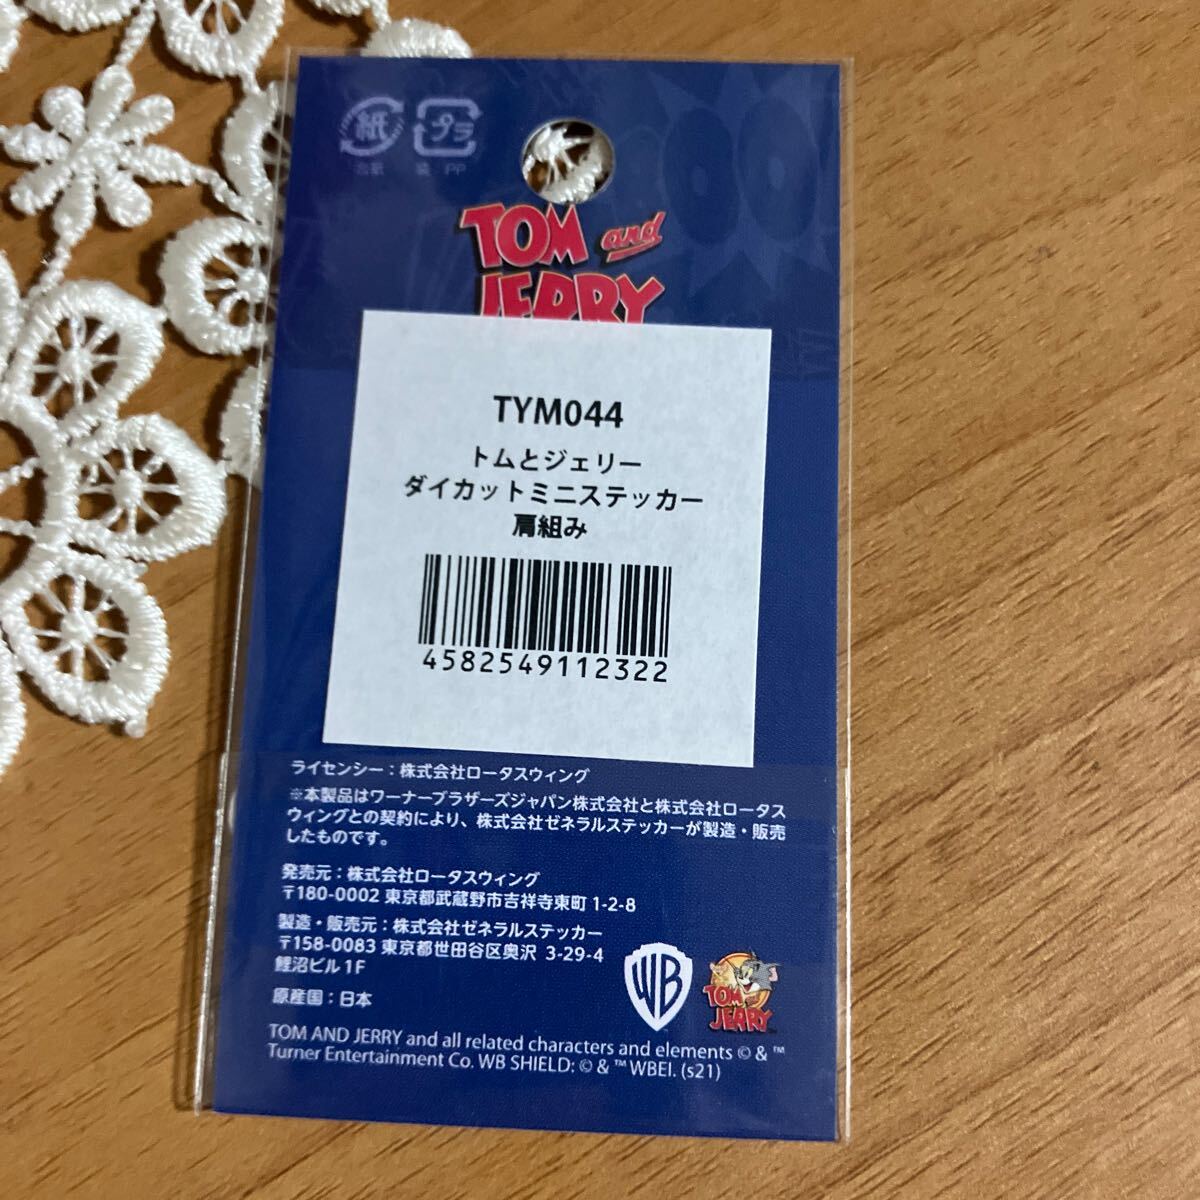 紙 プラ
台紙 袋:PP
TOM and
JERRY
TYM044
トムとジェリー
ダイカットミニステッカー
肩組み
4582549112322
ライセンシー：株式会社ロータスウィング
※本製品はワーナーブラザーズジャパン株式会社と株式会社ロータス
ウィングとの契約により、株式会社ゼネラルステッカーが製造・販売
したものです。
発売元：株式会社ロータスウィング
〒180-0002 東京都武蔵野市吉祥寺東町 1-2-8
製造・販売元：株式会社ゼネラルステッカー
〒158-0083 東京都世田谷区奥沢 3-29-4
鯉沼ビル 1F
原産国：日本
WB
TOM and
JERRY
TOM AND JERRY and all related characters and elements © & ™
Turner Entertainment Co. WB SHIELD: © & ™ WBEI. (s21)